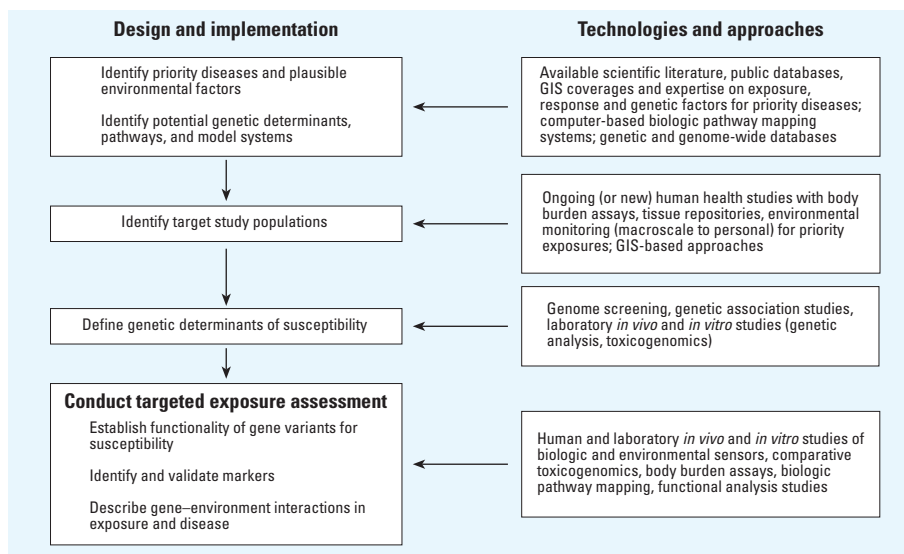 Design and implementation
Technologies and approaches
Identify priority diseases and plausible
environmental factors
Identify potential genetic determinants,
pathways, and model systems
Available scientific literature, public databases,
GIS coverages and expertise on exposure,
response and genetic factors for priority diseases;
computer-based biologic pathway mapping
systems; genetic and genome-wide databases
Identify target study populations
Ongoing (or new) human health studies with body
burden assays, tissue repositories, environmental
monitoring (macroscale to personal) for priority
exposures; GIS-based approaches
Define genetic determinants of susceptibility
Genome screening, genetic association studies,
laboratory in vivo and in vitro studies (genetic
analysis, toxicogenomics)
Conduct targeted exposure assessment
Establish functionality of gene variants for
susceptibility
Identify and validate markers
Describe gene–environment interactions in
exposure and disease
Human and laboratory in vivo and in vitro studies of
biologic and environmental sensors, comparative
toxicogenomics, body burden assays, biologic
pathway mapping, functional analysis studies